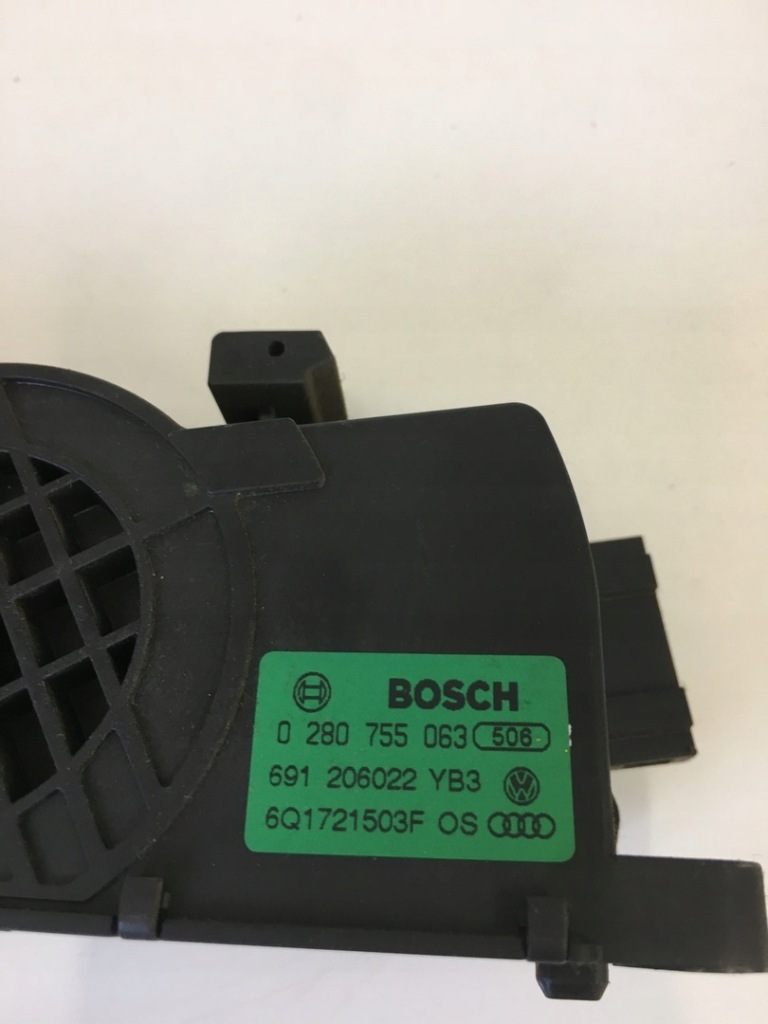 BOSCH
0 280 755 063 506
691 206022 YB3
6Q1721503F OS